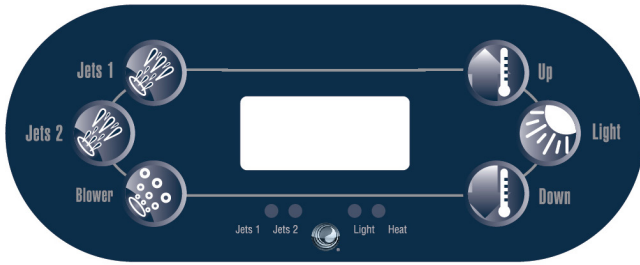 Jets 1
Up
Jets 2
Light
Blower
Down
Jets 1 Jets 2 Light Heat